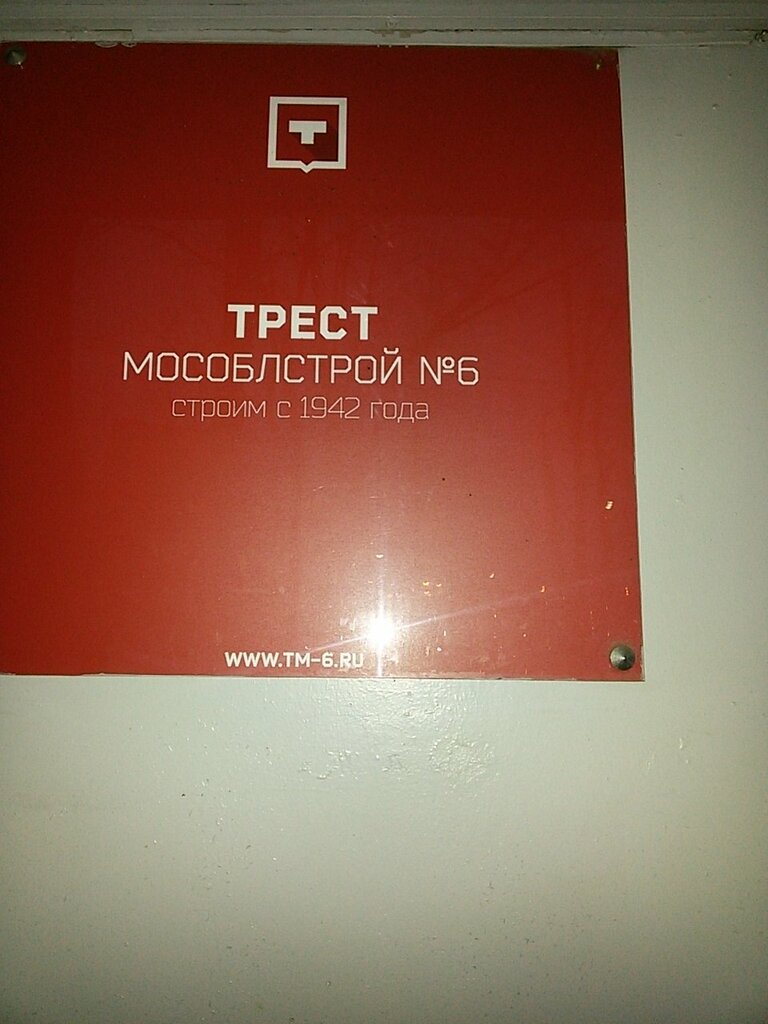 Т
ТРЕСТ
МОСОБЛСТРОЙ №6
строим с 1942 года
WWW.TM-6.RU